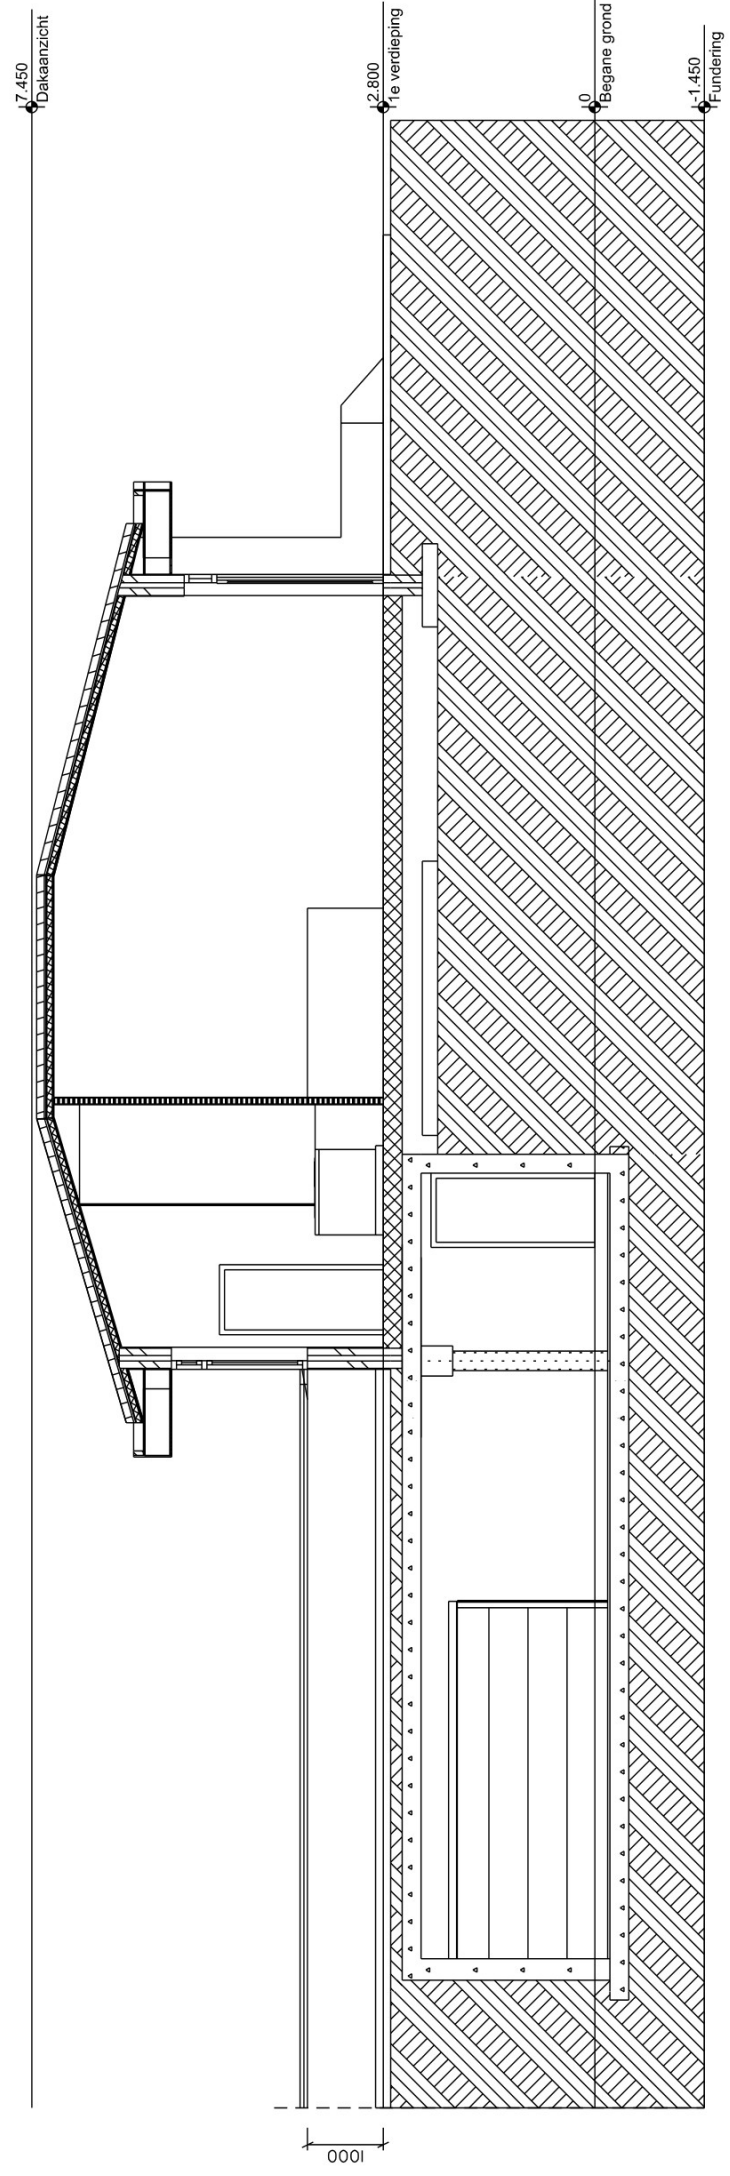 7.450
Dakaanzicht
2.800
1e verdieping
0
Begane grond
-1.450
Fundering
1000